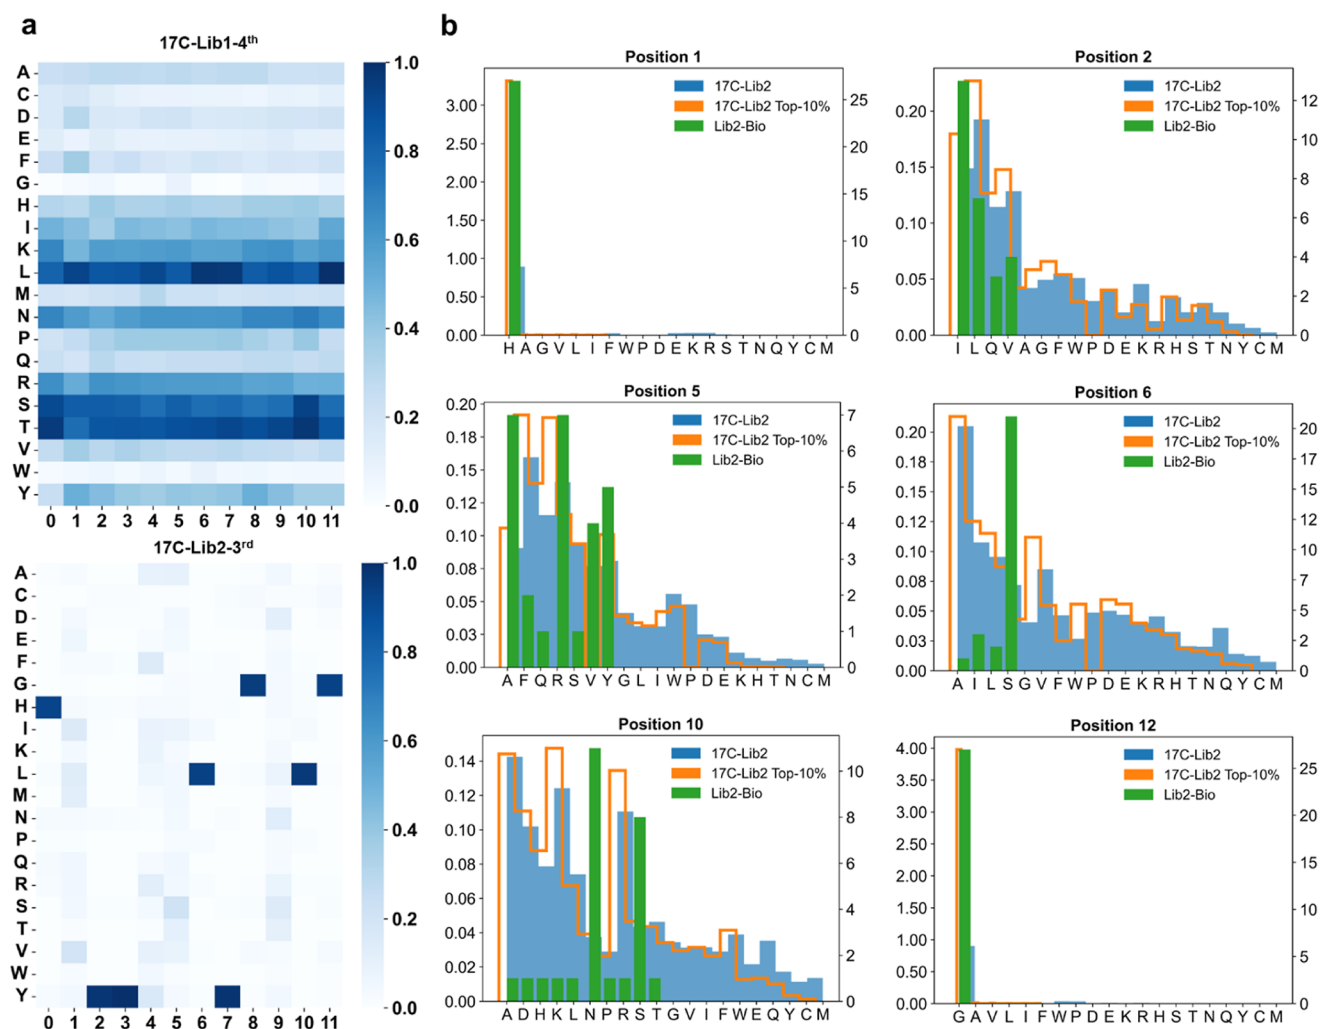 a
17C-Lib1-4th
A
C
D
E
F
G
H
I
K
L
M
N
P
Q
R
S
T
V
W
Y
0 1 2 3 4 5 6 7 8 9 10 11
1.0
0.8
0.6
0.4
0.2
0.0
17C-Lib2-3rd
A
C
D
E
F
G
H
I
K
L
M
N
P
Q
R
S
T
V
W
Y
0 1 2 3 4 5 6 7 8 9 10 11
1.0
0.8
0.6
0.4
0.2
0.0
b
Position 1
17C-Lib2
17C-Lib2 Top-10%
Lib2-Bio
3.00
2.50
2.00
1.50
1.00
0.50
0.00
25
20
15
10
5
0
H A G V L I F W P D E K R S T N Q Y C M
Position 2
17C-Lib2
17C-Lib2 Top-10%
Lib2-Bio
0.20
0.15
0.10
0.05
0.00
12
10
8
6
4
2
0
I L Q V A G F W P D E K R H S T N Y C M
Position 5
17C-Lib2
17C-Lib2 Top-10%
Lib2-Bio
0.20
0.18
0.15
0.12
0.10
0.08
0.05
0.03
0.00
7
6
5
4
3
2
1
0
A F Q R S V Y G L I W P D E K H T N C M
Position 6
17C-Lib2
17C-Lib2 Top-10%
Lib2-Bio
0.20
0.18
0.15
0.12
0.10
0.08
0.05
0.03
0.00
20
17
15
12
10
7
5
2
0
A I L S G V F W P D E K R H T N Q Y C M
Position 10
17C-Lib2
17C-Lib2 Top-10%
Lib2-Bio
0.14
0.12
0.10
0.08
0.06
0.04
0.02
0.00
10
8
6
4
2
0
A D H K L N P R S T G V I F W E Q Y C M
Position 12
17C-Lib2
17C-Lib2 Top-10%
Lib2-Bio
4.00
3.50
3.00
2.50
2.00
1.50
1.00
0.50
0.00
25
20
15
10
5
0
G A V L I F W P D E K R H S T N Q Y C M